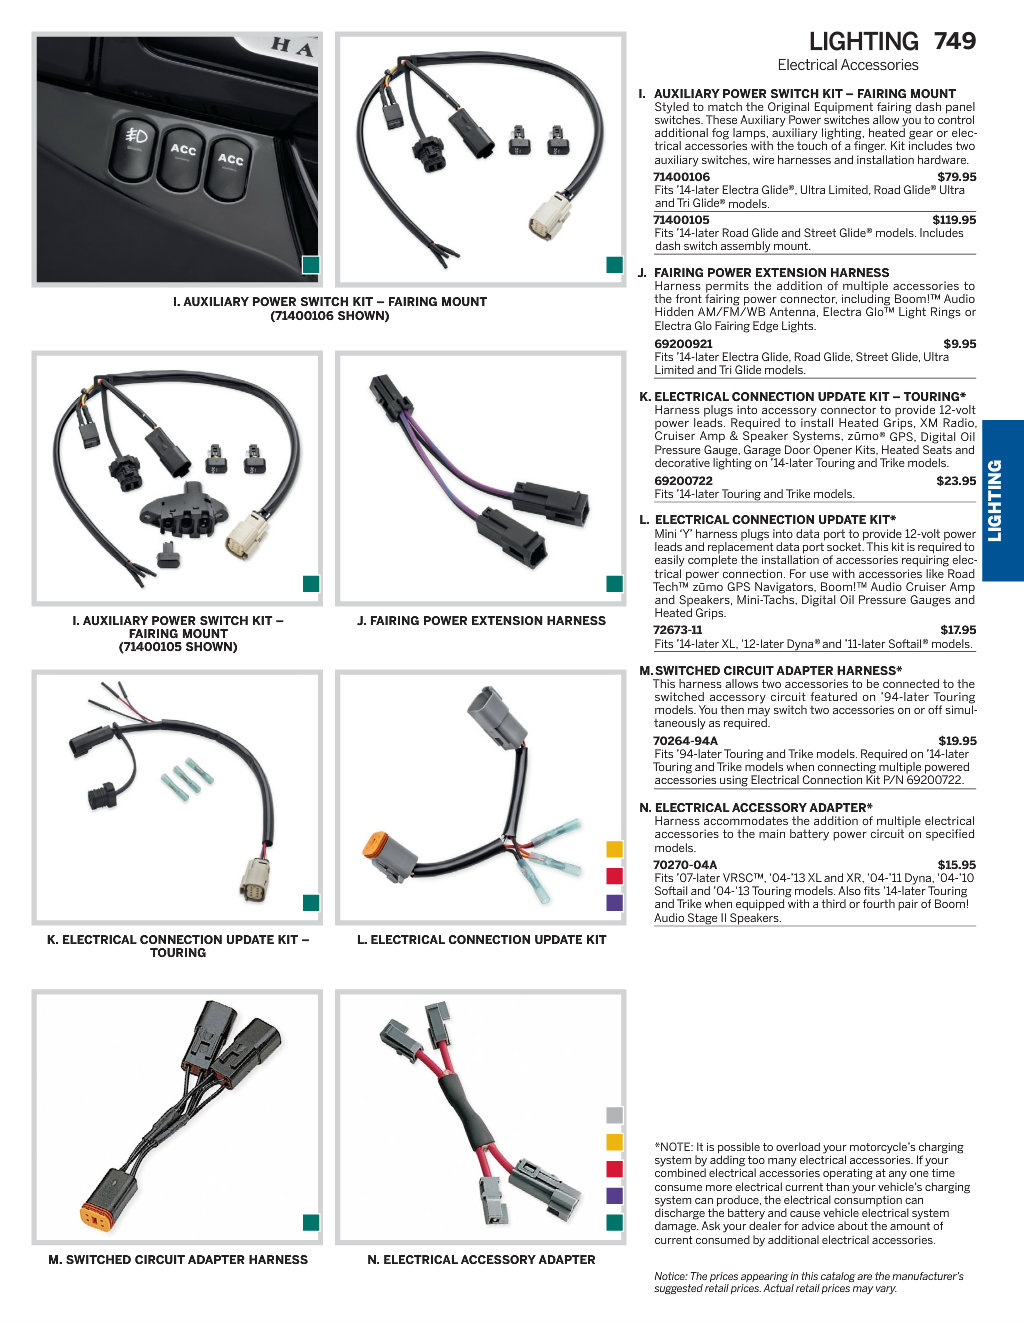 LIGHTING 749
Electrical Accessories
H A
ACC
ACC
I. AUXILIARY POWER SWITCH KIT – FAIRING MOUNT
(71400106 SHOWN)
I. AUXILIARY POWER SWITCH KIT –
FAIRING MOUNT
(71400105 SHOWN)
J. FAIRING POWER EXTENSION HARNESS
K. ELECTRICAL CONNECTION UPDATE KIT –
TOURING
L. ELECTRICAL CONNECTION UPDATE KIT
M. SWITCHED CIRCUIT ADAPTER HARNESS
N. ELECTRICAL ACCESSORY ADAPTER
I. AUXILIARY POWER SWITCH KIT – FAIRING MOUNT
Styled to match the Original Equipment fairing dash panel
switches. These Auxiliary Power switches allow you to control
additional fog lamps, auxiliary lighting, heated gear or elec-
trical accessories with the touch of a finger. Kit includes two
auxiliary switches, wire harnesses and installation hardware.
71400106 $79.95
Fits ’14-later Electra Glide®, Ultra Limited, Road Glide® Ultra
and Tri Glide® models.
71400105 $119.95
Fits ’14-later Road Glide and Street Glide® models. Includes
dash switch assembly mount.
J. FAIRING POWER EXTENSION HARNESS
Harness permits the addition of multiple accessories to
the front fairing power connector, including Boom!™ Audio
Hidden AM/FM/WB Antenna, Electra Glo™ Light Rings or
Electra Glo Fairing Edge Lights.
69200921 $9.95
Fits ’14-later Electra Glide, Road Glide, Street Glide, Ultra
Limited and Tri Glide models.
K. ELECTRICAL CONNECTION UPDATE KIT – TOURING*
Harness plugs into accessory connector to provide 12-volt
power leads. Required to install Heated Grips, XM Radio,
Cruiser Amp & Speaker Systems, zūmo® GPS, Digital Oil
Pressure Gauge, Garage Door Opener Kits, Heated Seats and
decorative lighting on ’14-later Touring and Trike models.
69200722 $23.95
Fits ’14-later Touring and Trike models.
L. ELECTRICAL CONNECTION UPDATE KIT*
Mini ‘Y’ harness plugs into data port to provide 12-volt power
leads and replacement data port socket. This kit is required to
easily complete the installation of accessories requiring elec-
trical power connection. For use with accessories like Road
Tech™ zūmo GPS Navigators, Boom!™ Audio Cruiser Amp
and Speakers, Mini-Tachs, Digital Oil Pressure Gauges and
Heated Grips.
72673-11 $17.95
Fits ’14-later XL, ’12-later Dyna® and ’11-later Softail® models.
M. SWITCHED CIRCUIT ADAPTER HARNESS*
This harness allows two accessories to be connected to the
switched accessory circuit featured on ’94-later Touring
models. You then may switch two accessories on or off simul-
taneously as required.
70264-94A $19.95
Fits ’94-later Touring and Trike models. Required on ’14-later
Touring and Trike models when connecting multiple powered
accessories using Electrical Connection Kit P/N 69200722.
N. ELECTRICAL ACCESSORY ADAPTER*
Harness accommodates the addition of multiple electrical
accessories to the main battery power circuit on specified
models.
70270-04A $15.95
Fits ’07-later VRSC™, ’04-’13 XL and XR, ’04-’11 Dyna, ’04-’10
Softail and ’04-’13 Touring models. Also fits ’14-later Touring
and Trike when equipped with a third or fourth pair of Boom!
Audio Stage II Speakers.
LIGHTING
*NOTE: It is possible to overload your motorcycle’s charging
system by adding too many electrical accessories. If your
combined electrical accessories operating at any one time
consume more electrical current than your vehicle’s charging
system can produce, the electrical consumption can
discharge the battery and cause vehicle electrical system
damage. Ask your dealer for advice about the amount of
current consumed by additional electrical accessories.
Notice: The prices appearing in this catalog are the manufacturer’s
suggested retail prices. Actual retail prices may vary.